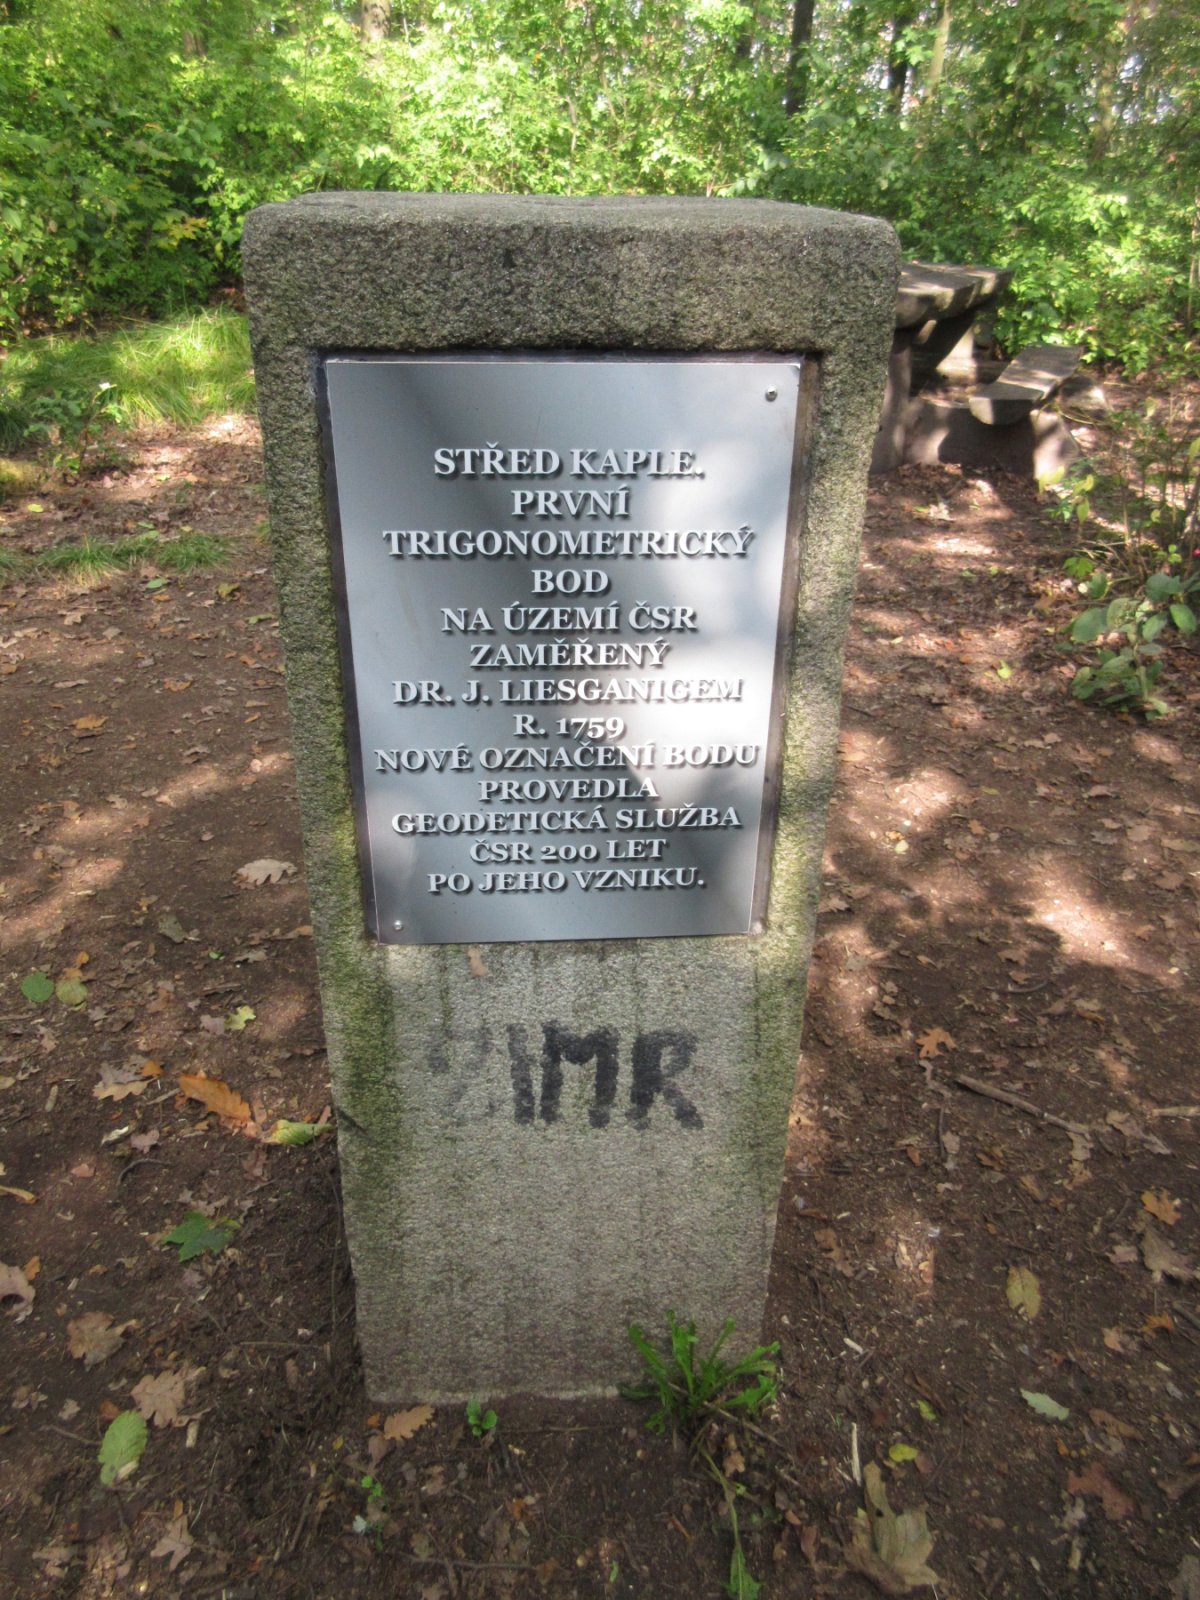 STŘED KAPLE.
PRVNÍ
TRIGONOMETRICKÝ
BOD
NA ÚZEMÍ ČSR
ZAMĚŘENÝ
DR. J. LIESGANIGEM
R. 1759
NOVÉ OZNAČENÍ BODU
PROVEDLA
GEODETICKÁ SLUŽBA
ČSR 200 LET
PO JEHO VZNIKU.